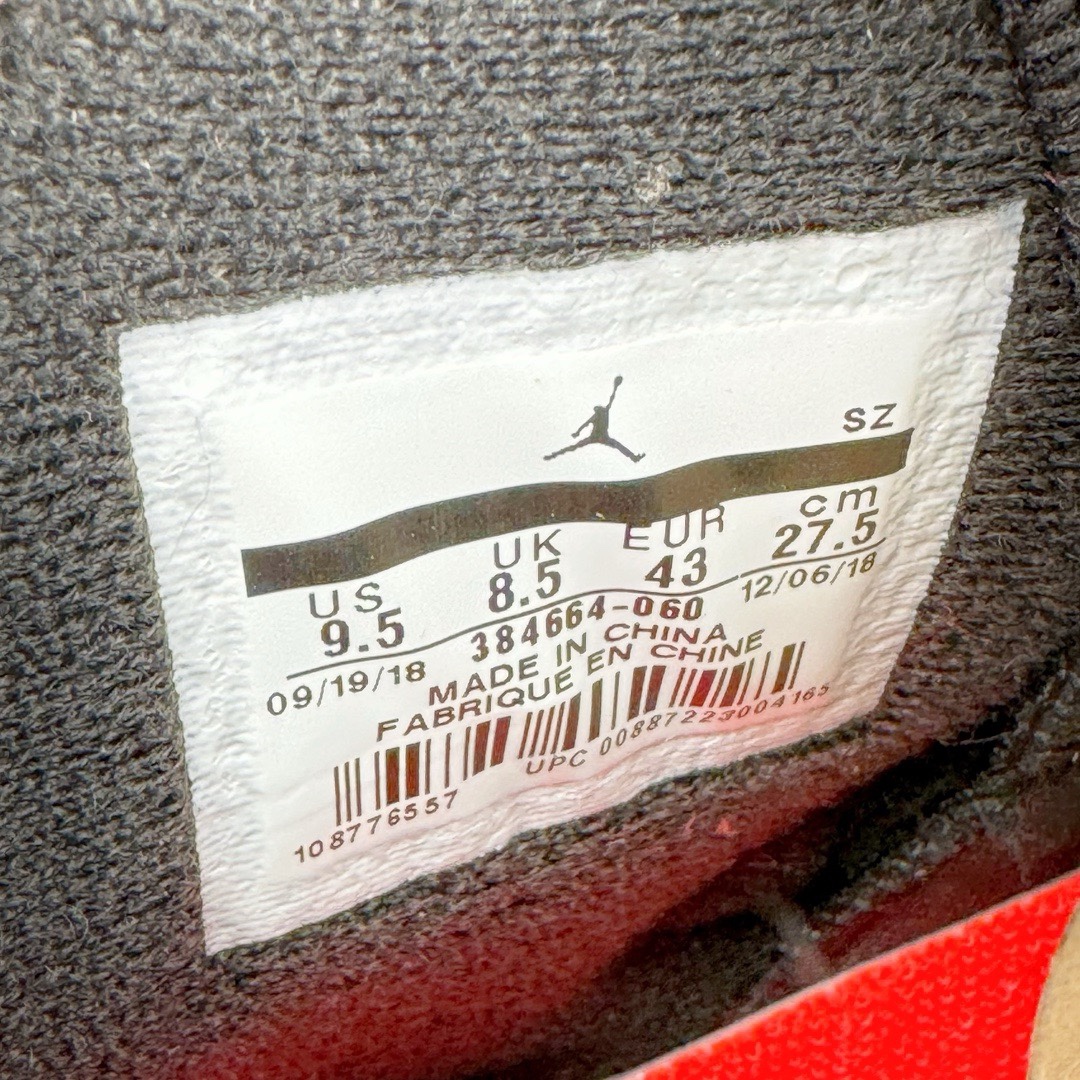 SZ
US UK EUR cm
9.5 8.5 43 27.5
09/19/18 384664-060 12/06/18
MADE IN CHINA
FABRIQUE EN CHINE
UPC 00887223004165
108776557